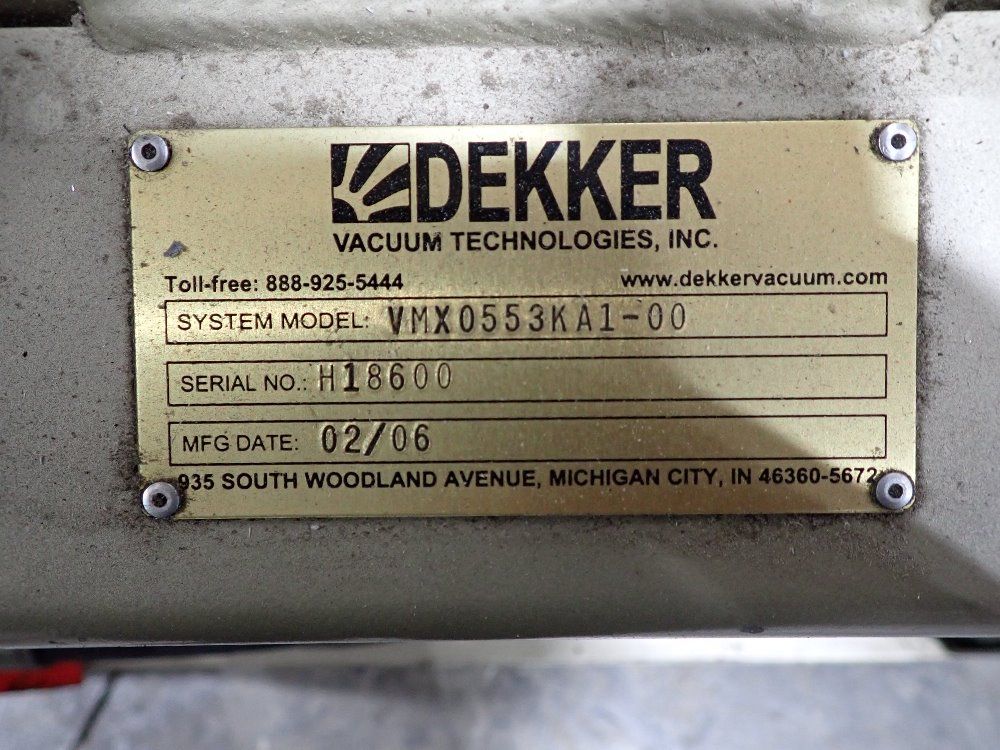 DEKKER
VACUUM TECHNOLOGIES, INC.
Toll-free: 888-925-5444 www.dekkervacuum.com
SYSTEM MODEL: VMX0553KA1-00
SERIAL NO.: H18600
MFG DATE: 02/06
935 SOUTH WOODLAND AVENUE, MICHIGAN CITY, IN 46360-5672